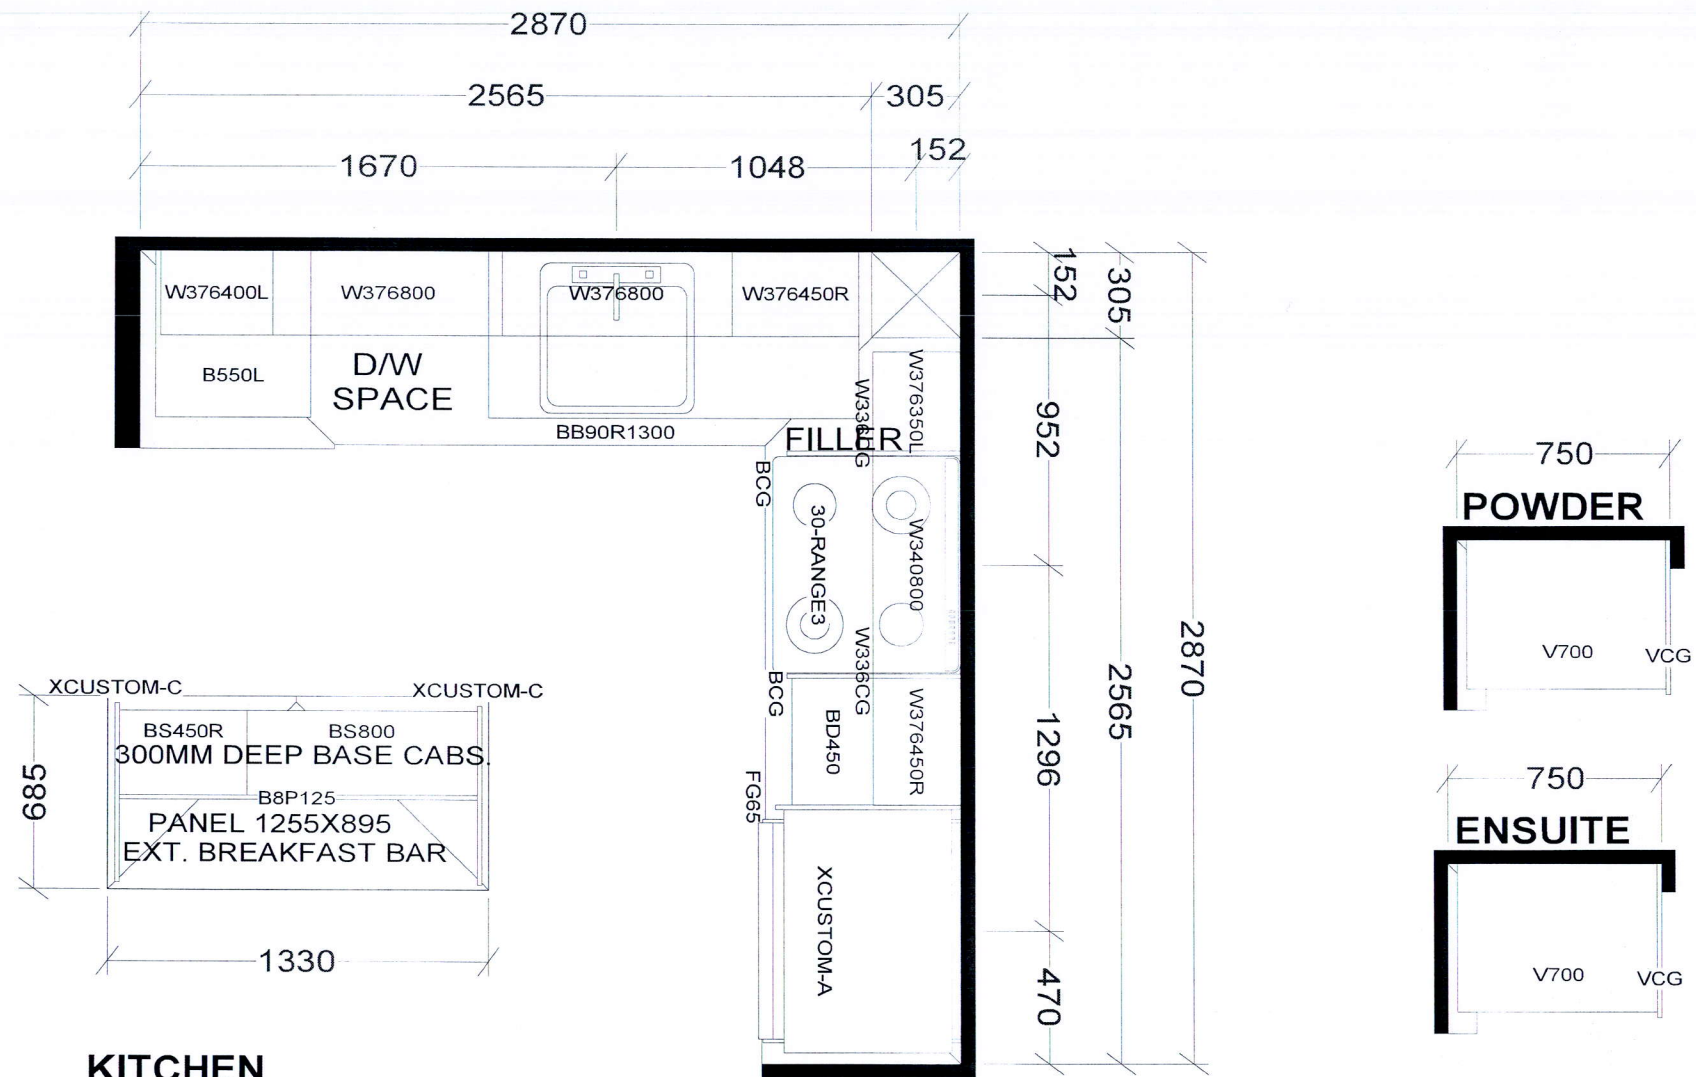 2870
2565
305
1670
1048
152
W376400L
W376800
W376800
W376450R
B550L
D/W
SPACE
BB90R1300
FILLER
W376350L
BCG
30-RANGE3
W340800
W336CG
BCG
BD450
W376450R
FG65
XCUSTOM-A
152
305
952
1296
2565
2870
470
XCUSTOM-C
XCUSTOM-C
BS450R
BS800
300MM DEEP BASE CABS.
B8P125
PANEL 1255X895
EXT. BREAKFAST BAR
685
1330
KITCHEN
750
POWDER
V700
VCG
750
ENSUITE
V700
VCG